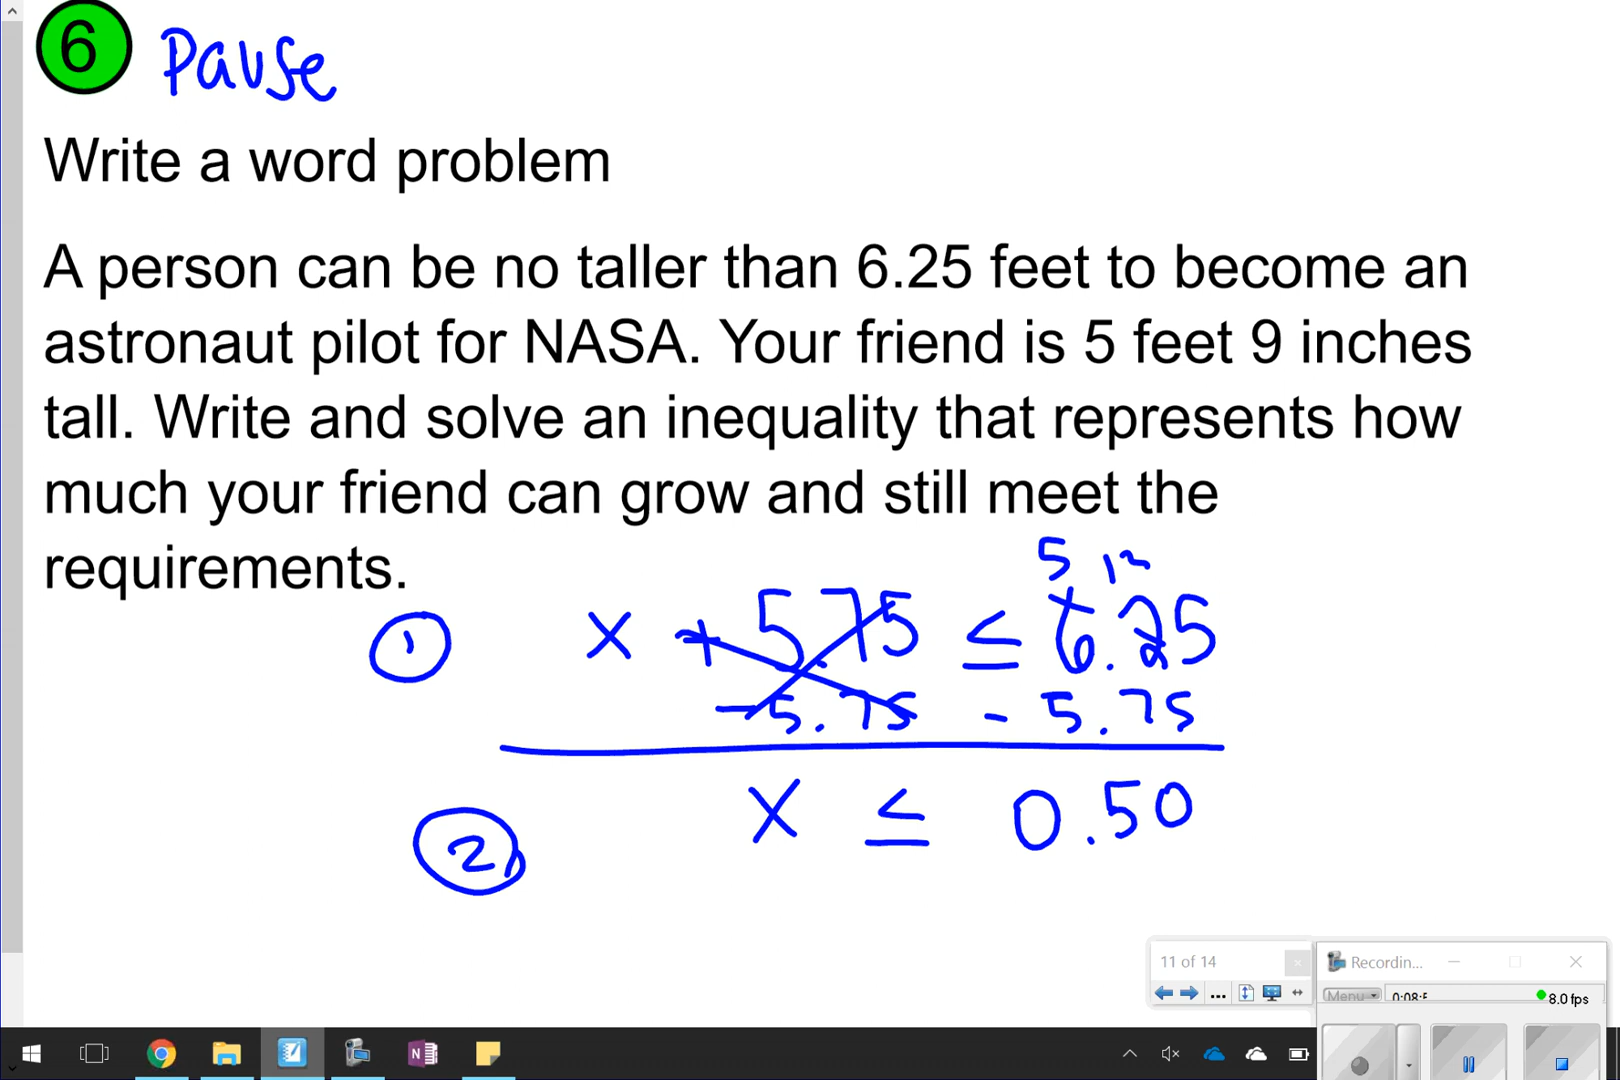 6 Pause
Write a word problem
A person can be no taller than 6.25 feet to become an
astronaut pilot for NASA. Your friend is 5 feet 9 inches
tall. Write and solve an inequality that represents how
much your friend can grow and still meet the
requirements.
5 12
1 x + 5.75 ≤ 6.25
-5.75 - 5.75
x ≤ 0.50
2
11 of 14
Recordin...
Menu
8.0 fps
N